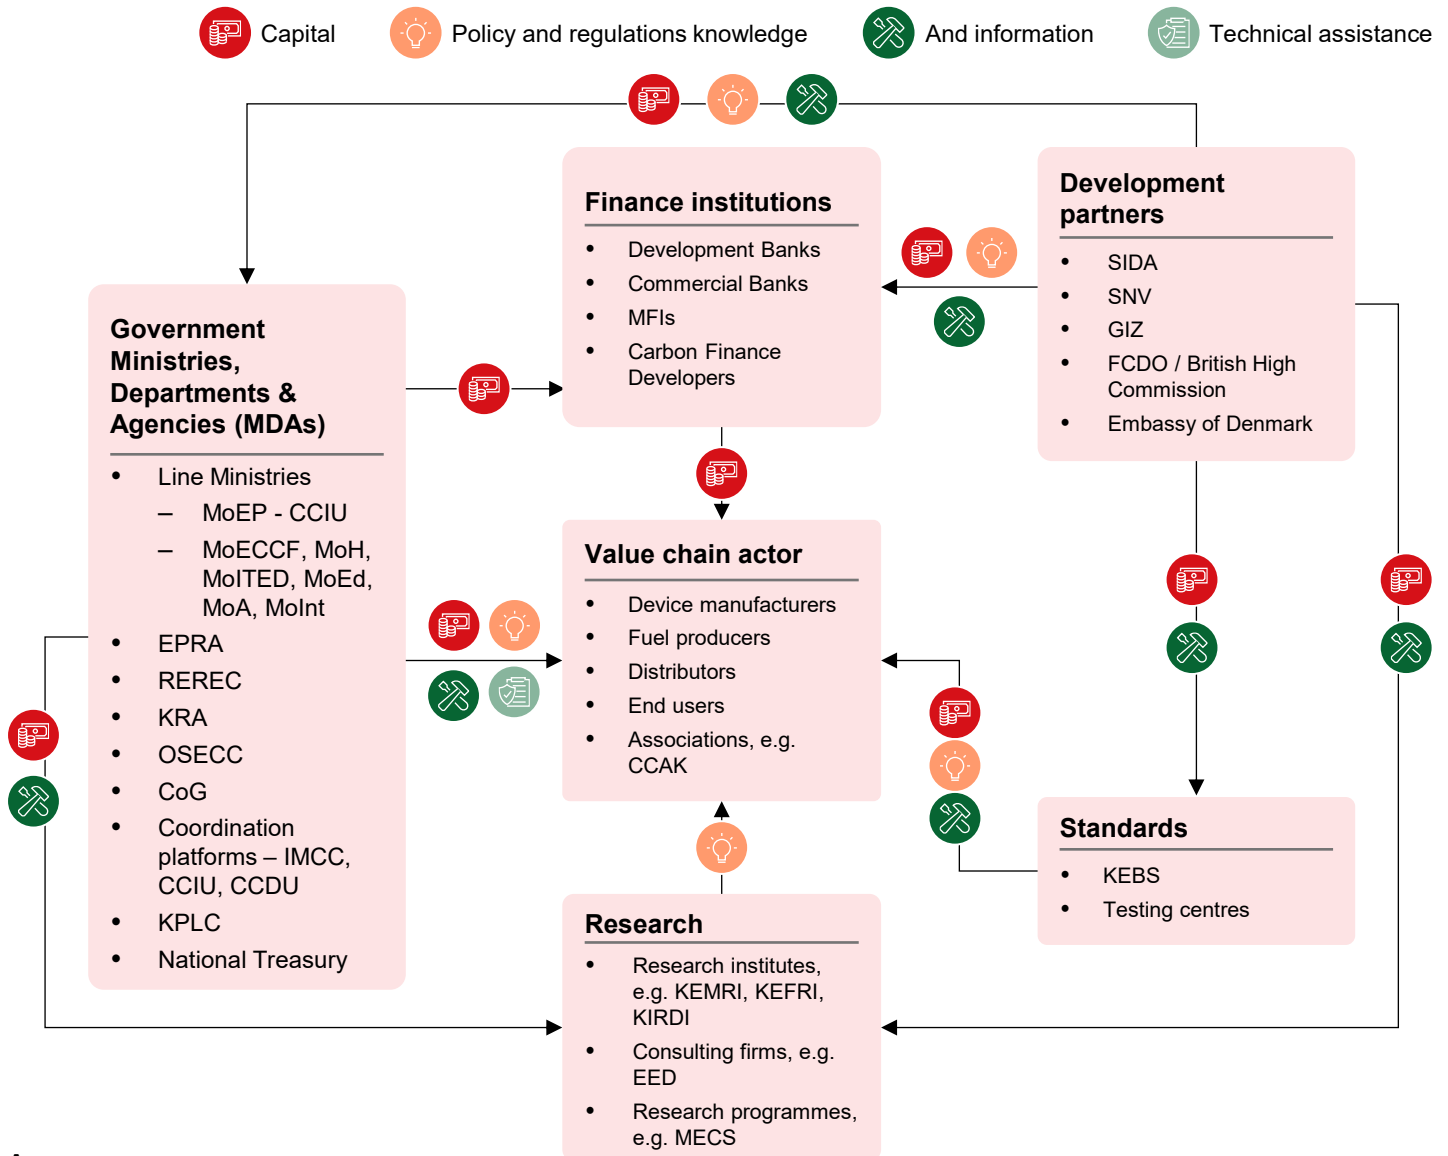 Capital
Policy and regulations knowledge
And information
Technical assistance
Finance institutions
• Development Banks
• Commercial Banks
• MFIs
• Carbon Finance
Developers
Development
partners
• SIDA
• SNV
• GIZ
• FCDO / British High
Commission
• Embassy of Denmark
Government
Ministries,
Departments &
Agencies (MDAs)
• Line Ministries
– MoEP - CCIU
– MoECCF, MoH,
MoITED, MoEd,
MoA, MoInt
• EPRA
• REREC
• KRA
• OSECC
• CoG
• Coordination
platforms – IMCC,
CCIU, CCDU
• KPLC
• National Treasury
Value chain actor
• Device manufacturers
• Fuel producers
• Distributors
• End users
• Associations, e.g.
CCAK
Standards
• KEBS
• Testing centres
Research
• Research institutes,
e.g. KEMRI, KEFRI,
KIRDI
• Consulting firms, e.g.
EED
• Research programmes,
e.g. MECS